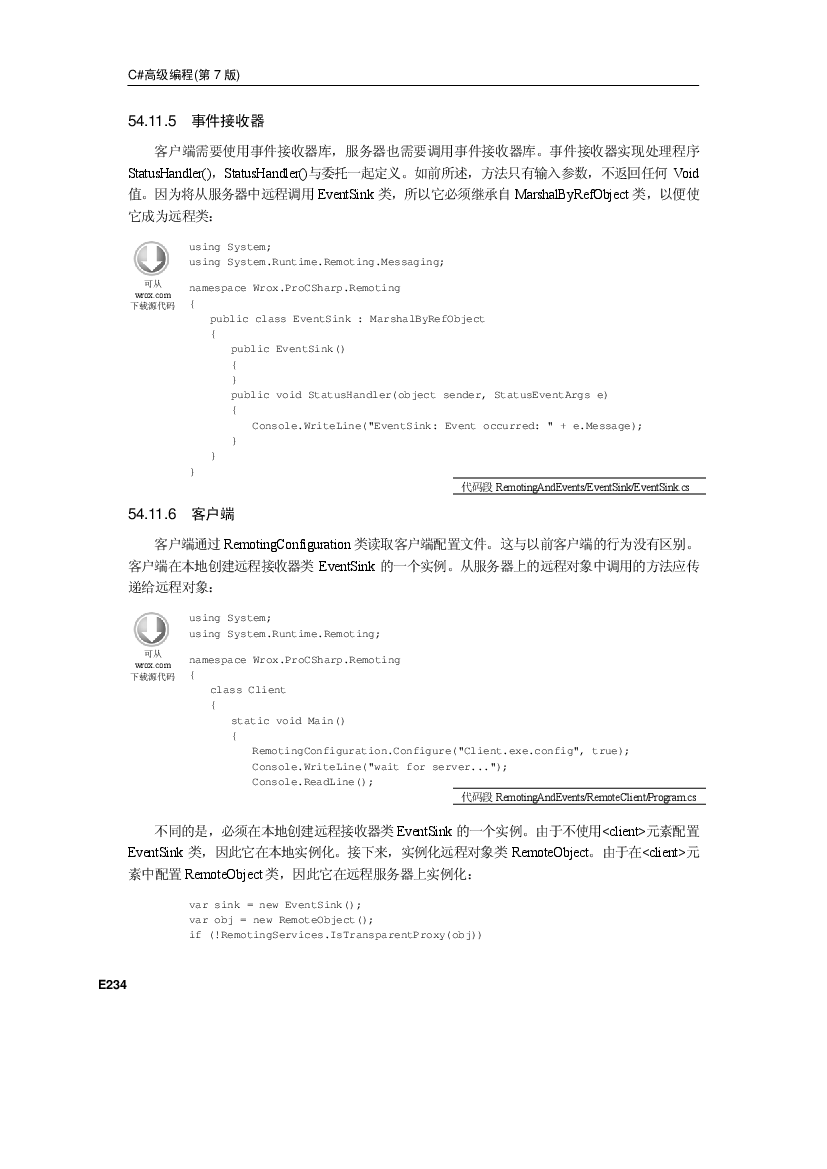 C#高级编程(第 7 版)
54.11.5 事件接收器
客户端需要使用事件接收器库，服务器也需要调用事件接收器库。事件接收器实现处理程序
StatusHandler()，StatusHandler()与委托一起定义。如前所述，方法只有输入参数，不返回任何 Void
值。因为将从服务器中远程调用 EventSink 类，所以它必须继承自 MarshalByRefObject 类，以便使
它成为远程类：
可从
wrox.com
下载源代码
using System;
using System.Runtime.Remoting.Messaging;
namespace Wrox.ProCSharp.Remoting
{
public class EventSink : MarshalByRefObject
{
public EventSink()
{
}
public void StatusHandler(object sender, StatusEventArgs e)
{
Console.WriteLine("EventSink: Event occurred: " + e.Message);
}
}
}
代码段 RemotingAndEvents/EventSink/EventSink.cs
54.11.6 客户端
客户端通过 RemotingConfiguration 类读取客户端配置文件。这与以前客户端的行为没有区别。
客户端在本地创建远程接收器类 EventSink 的一个实例。从服务器上的远程对象中调用的方法应传
递给远程对象：
可从
wrox.com
下载源代码
using System;
using System.Runtime.Remoting;
namespace Wrox.ProCSharp.Remoting
{
class Client
{
static void Main()
{
RemotingConfiguration.Configure("Client.exe.config", true);
Console.WriteLine("wait for server...");
Console.ReadLine();
代码段 RemotingAndEvents/RemoteClient/Program.cs
不同的是，必须在本地创建远程接收器类 EventSink 的一个实例。由于不使用<client>元素配置
EventSink 类，因此它在本地实例化。接下来，实例化远程对象类 RemoteObject。由于在<client>元
素中配置 RemoteObject 类，因此它在远程服务器上实例化：
var sink = new EventSink();
var obj = new RemoteObject();
if (!RemotingServices.IsTransparentProxy(obj))
E234